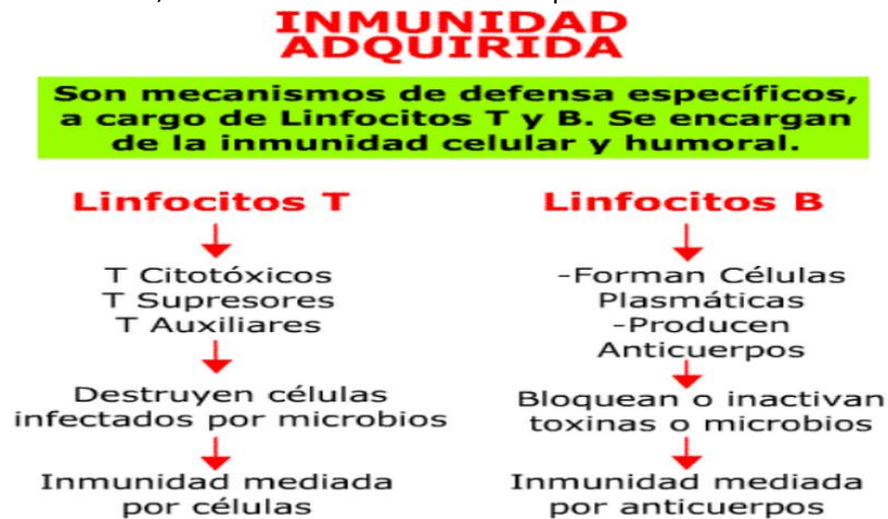 INMUNIDAD
ADQUIRIDA
Son mecanismos de defensa específicos,
a cargo de Linfocitos T y B. Se encargan
de la inmunidad celular y humoral.
Linfocitos T
T Citotóxicos
T Supresores
T Auxiliares
Destruyen células
infectados por microbios
Inmunidad mediada
por células
Linfocitos B
-Forman Células
Plasmáticas
-Producen
Anticuerpos
Bloquean o inactivan
toxinas o microbios
Inmunidad mediada
por anticuerpos